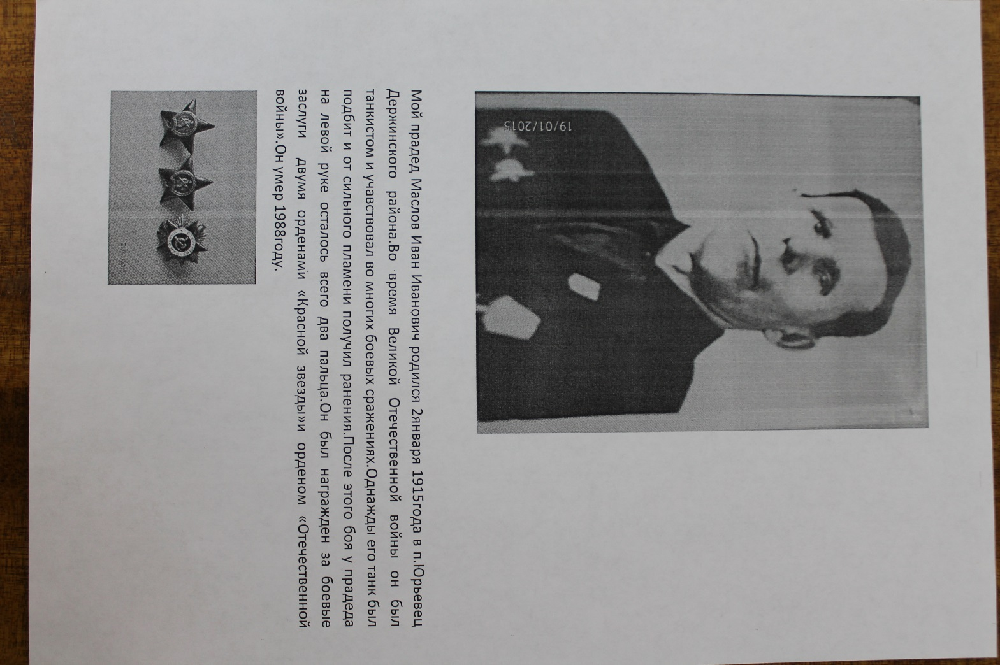 19/01/2015
Мой прадед Маслов Иван Иванович родился 2января 1915года в п.Юрьевец
Держинского района.Во время Великой Отечественной войны он был
танкистом и учавствовал во многих боевых сражениях.Однажды его танк был
подбит и от сильного пламени получил ранения.После этого боя у прадеда
на левой руке осталось всего два пальца.Он был награжден за боевые
заслуги двумя орденами «Красной звезды»и орденом «Отечественной
войны».Он умер 1988году.